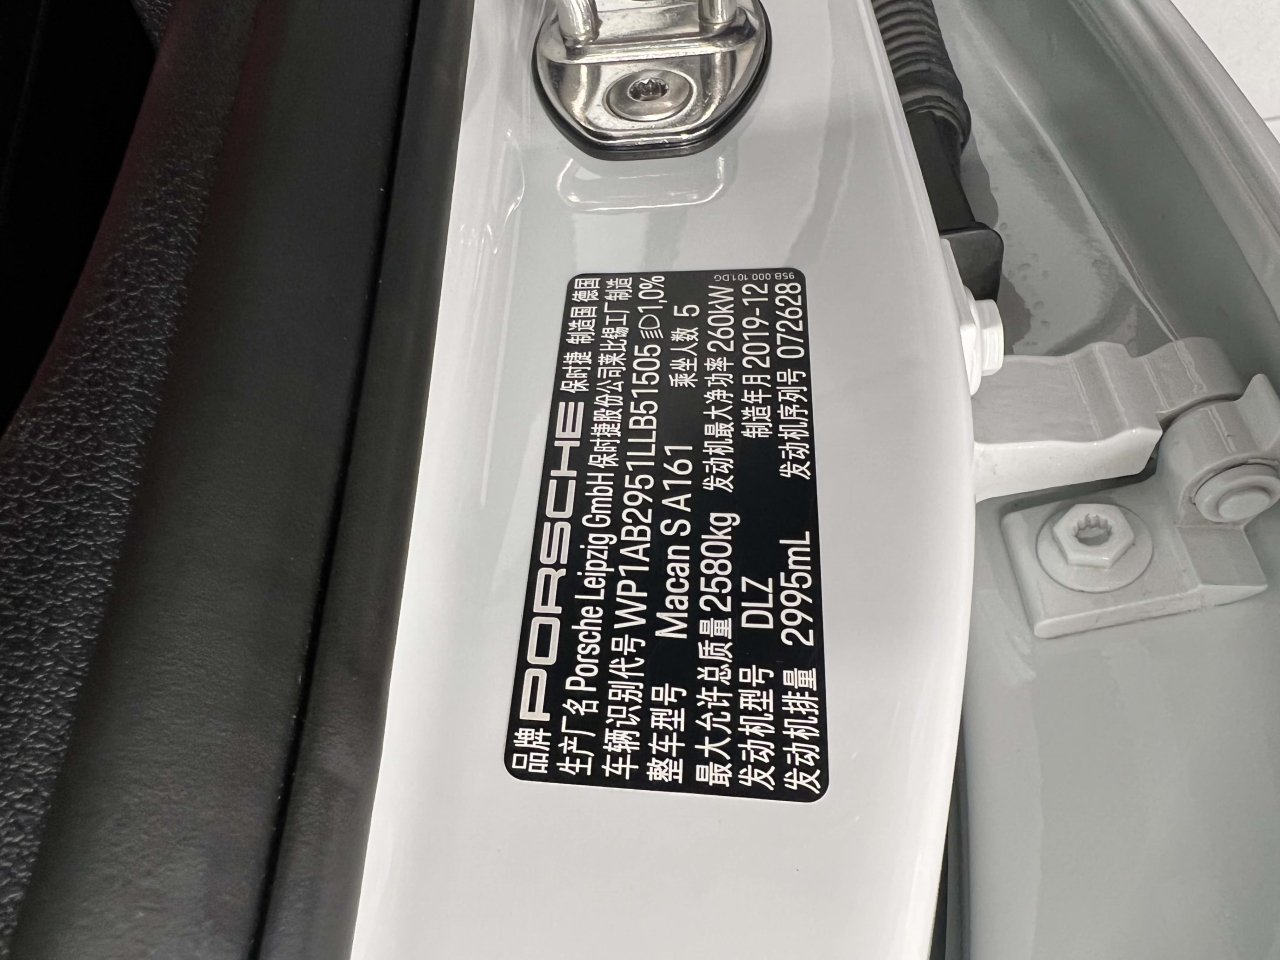 品牌 PORSCHE 保时捷 制造国 德国
生产厂名 Porsche Leipzig GmbH 保时捷股份公司莱比锡工厂制造
车辆识别代号 WP1AB2951LLB51505 1,0%
整车型号 Macan S A161 乘坐人数 5
最大允许总质量 2580kg 发动机最大净功率 260kW
发动机型号 DLZ 制造年月 2019-12
发动机排量 2995mL 发动机序列号 072628
95B 000 101.DG